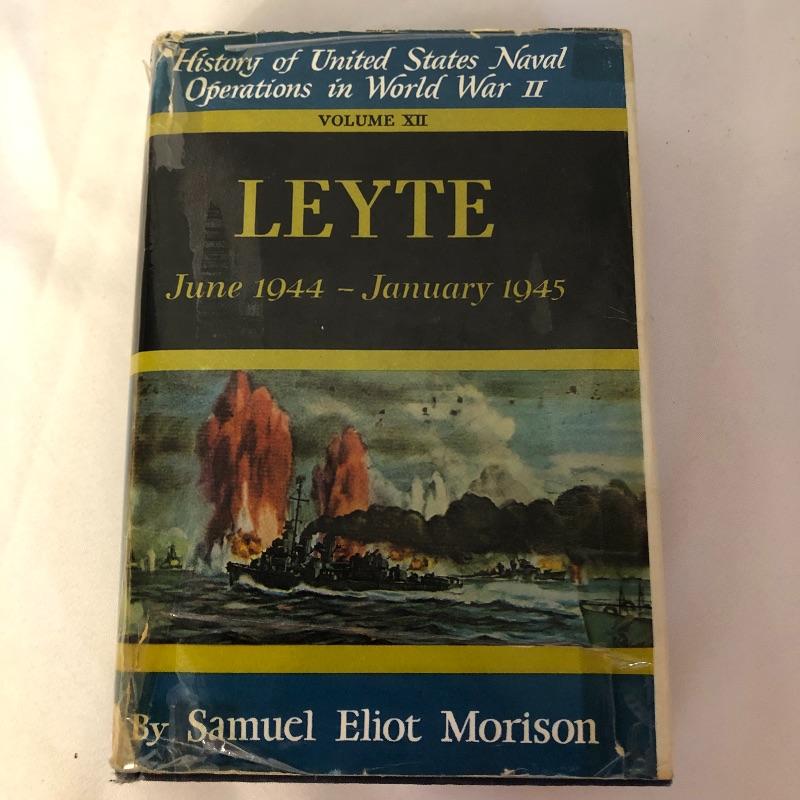 History of United States Naval
Operations in World War II
VOLUME XII
LEYTE
June 1944 – January 1945
By Samuel Eliot Morison